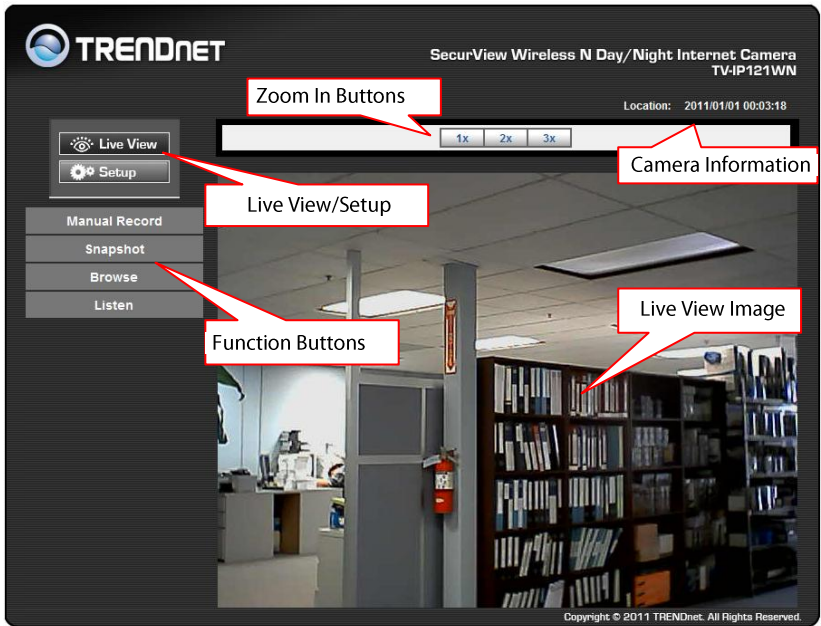 TRENDnet
SecurView Wireless N Day/Night Internet Camera
TV-IP121WN
Location: 2011/01/01 00:03:18
Zoom In Buttons
1x 2x 3x
Camera Information
Live View
Setup
Live View/Setup
Manual Record
Snapshot
Browse
Listen
Function Buttons
Live View Image
Copyright © 2011 TRENDnet. All Rights Reserved.